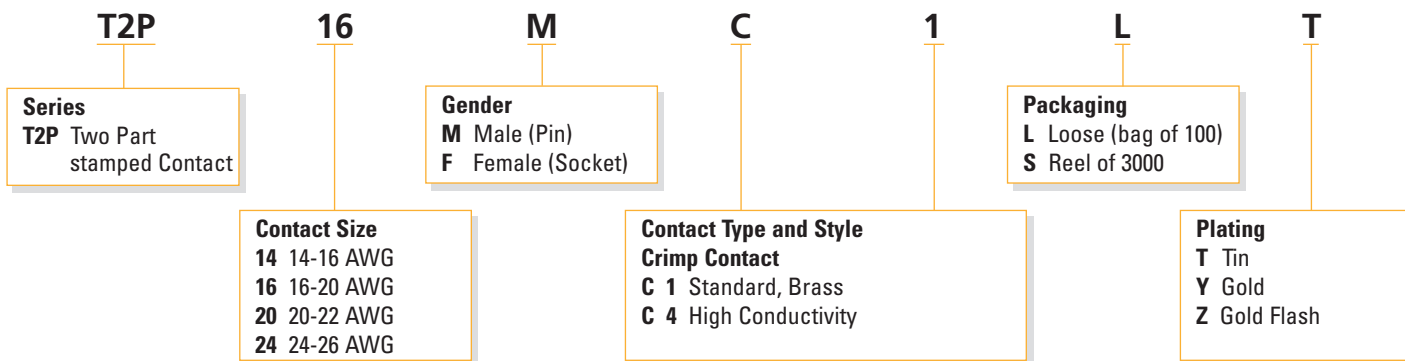 T2P 16 M C 1 L T
Series
T2P Two Part
stamped Contact
Gender
M Male (Pin)
F Female (Socket)
Packaging
L Loose (bag of 100)
S Reel of 3000
Contact Size
14 14-16 AWG
16 16-20 AWG
20 20-22 AWG
24 24-26 AWG
Contact Type and Style
Crimp Contact
C 1 Standard, Brass
C 4 High Conductivity
Plating
T Tin
Y Gold
Z Gold Flash